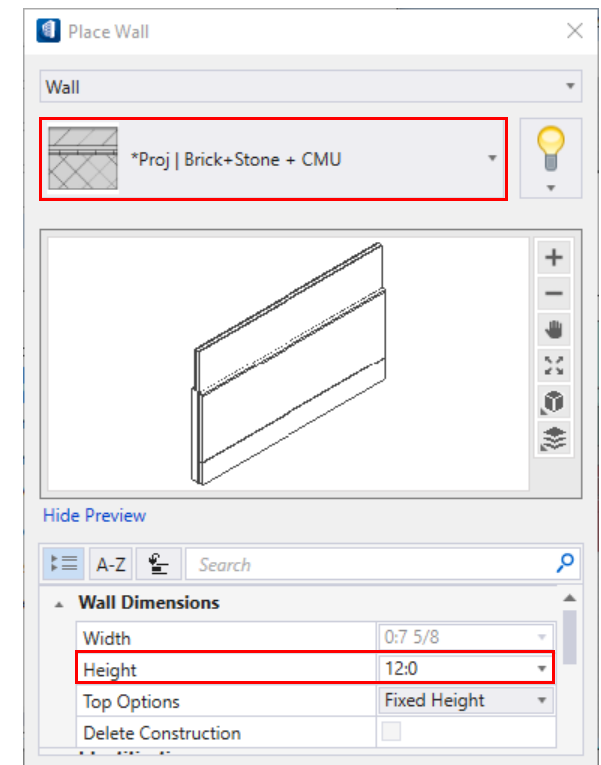 Place Wall
Wall
*Proj | Brick+Stone + CMU
Hide Preview
A-Z Search
Wall Dimensions
Width 0:7 5/8
Height 12:0
Top Options Fixed Height
Delete Construction